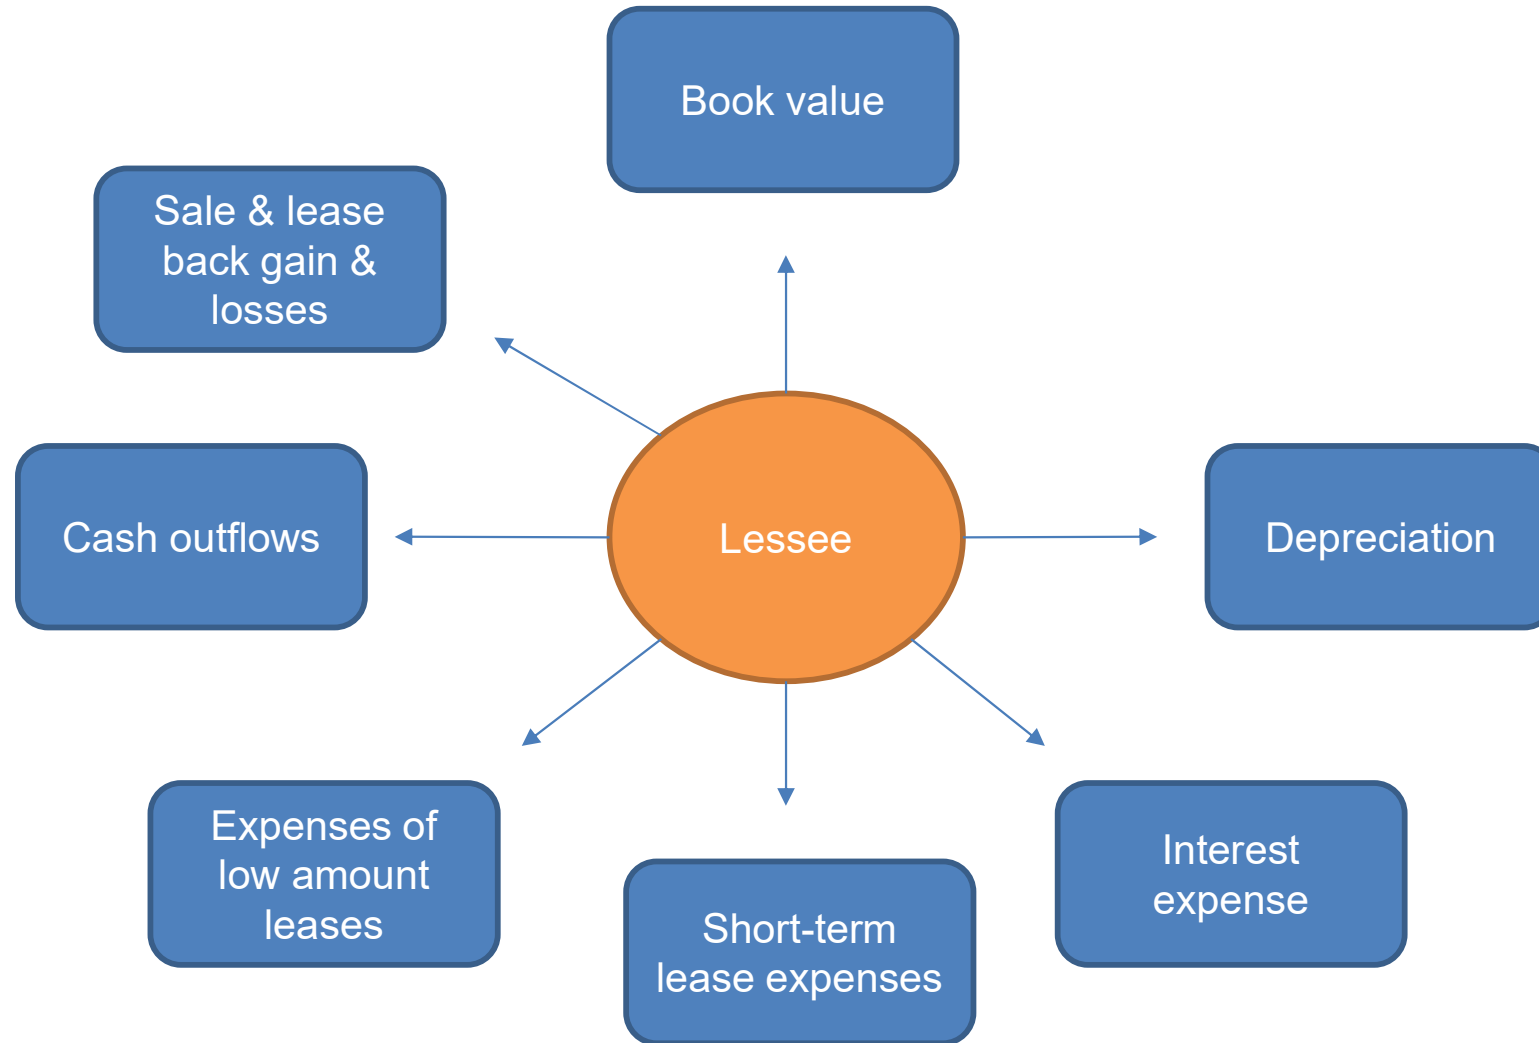 Book value
Sale & lease
back gain &
losses
Cash outflows
Lessee
Depreciation
Expenses of
low amount
leases
Short-term
lease expenses
Interest
expense